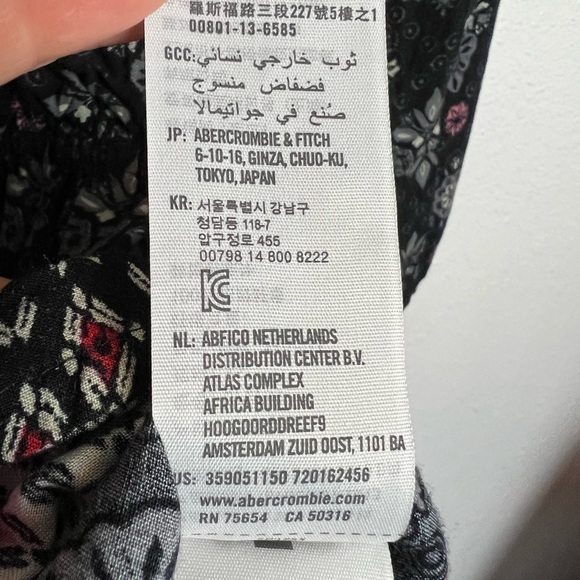 羅斯福路三段227號5樓之1
00801-13-6585
GCC: ثوب خارجي نسائي
فضفاض منسوج
صُنع في جواتيمالا
JP: ABERCROMBIE & FITCH
6-10-16, GINZA, CHUO-KU,
TOKYO, JAPAN
KR: 서울특별시 강남구
청담동 118-7
압구정로 455
00798 14 800 8222
NL: ABFICO NETHERLANDS
DISTRIBUTION CENTER B.V.
ATLAS COMPLEX
AFRICA BUILDING
HOOGOORDDREEF9
AMSTERDAM ZUID OOST, 1101 BA
US: 359051150 720162456
www.abercrombie.com
RN 75654 CA 50316